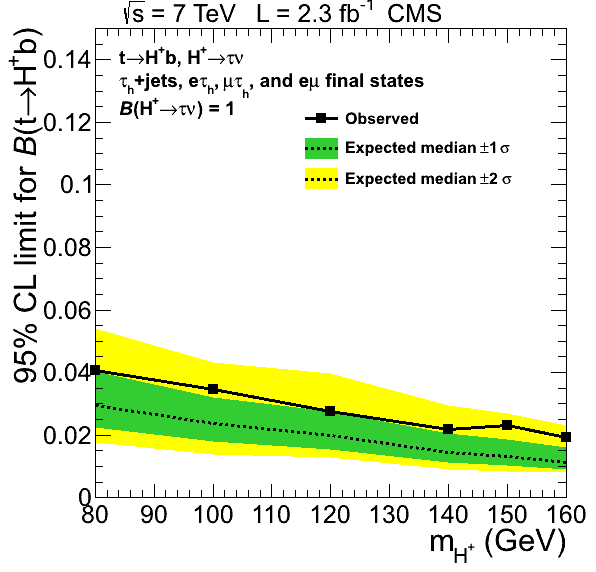 √s = 7 TeV L = 2.3 fb⁻¹ CMS
t→H⁺b, H⁺→τν
τₕ+jets, eτₕ, μτₕ, and eμ final states
B(H⁺→τν) = 1
Observed
Expected median ±1 σ
Expected median ±2 σ
95% CL limit for B(t→H⁺b)
0.14
0.12
0.1
0.08
0.06
0.04
0.02
0
80 90 100 110 120 130 140 150 160
m_H⁺ (GeV)